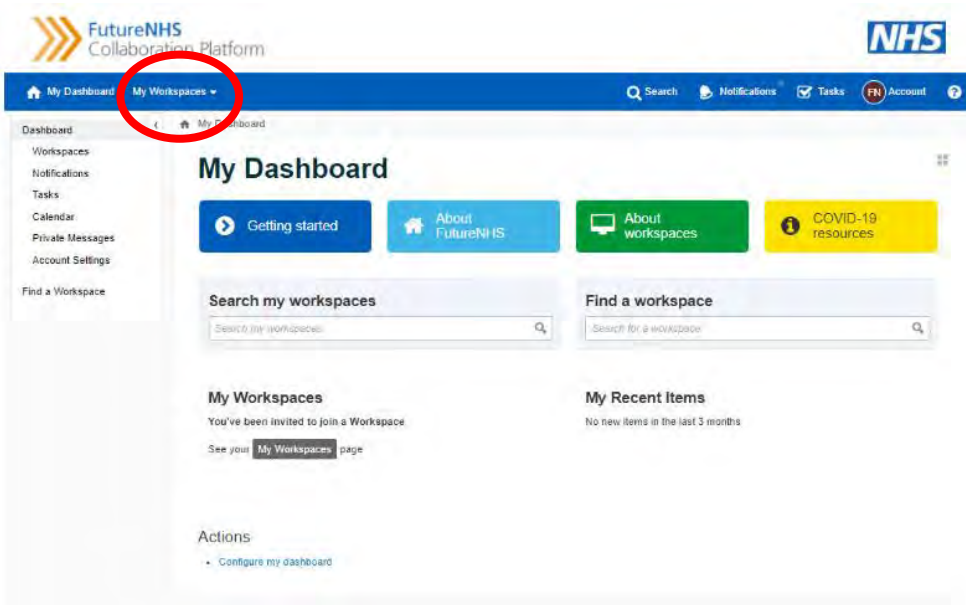 FutureNHS
Collaboration Platform
NHS
My Dashboard My Workspaces
Search Notifications Tasks FN Account ?
Dashboard
My Dashboard
Workspaces
Notifications
Tasks
Calendar
Private Messages
Account Settings
Find a Workspace
My Dashboard
Getting started
About
FutureNHS
About
workspaces
COVID-19
resources
Search my workspaces
Search my workspaces
Find a workspace
Search for a workspace
My Workspaces
You've been invited to join a Workspace
See your My Workspaces page
My Recent Items
No new items in the last 3 months
Actions
• Configure my dashboard